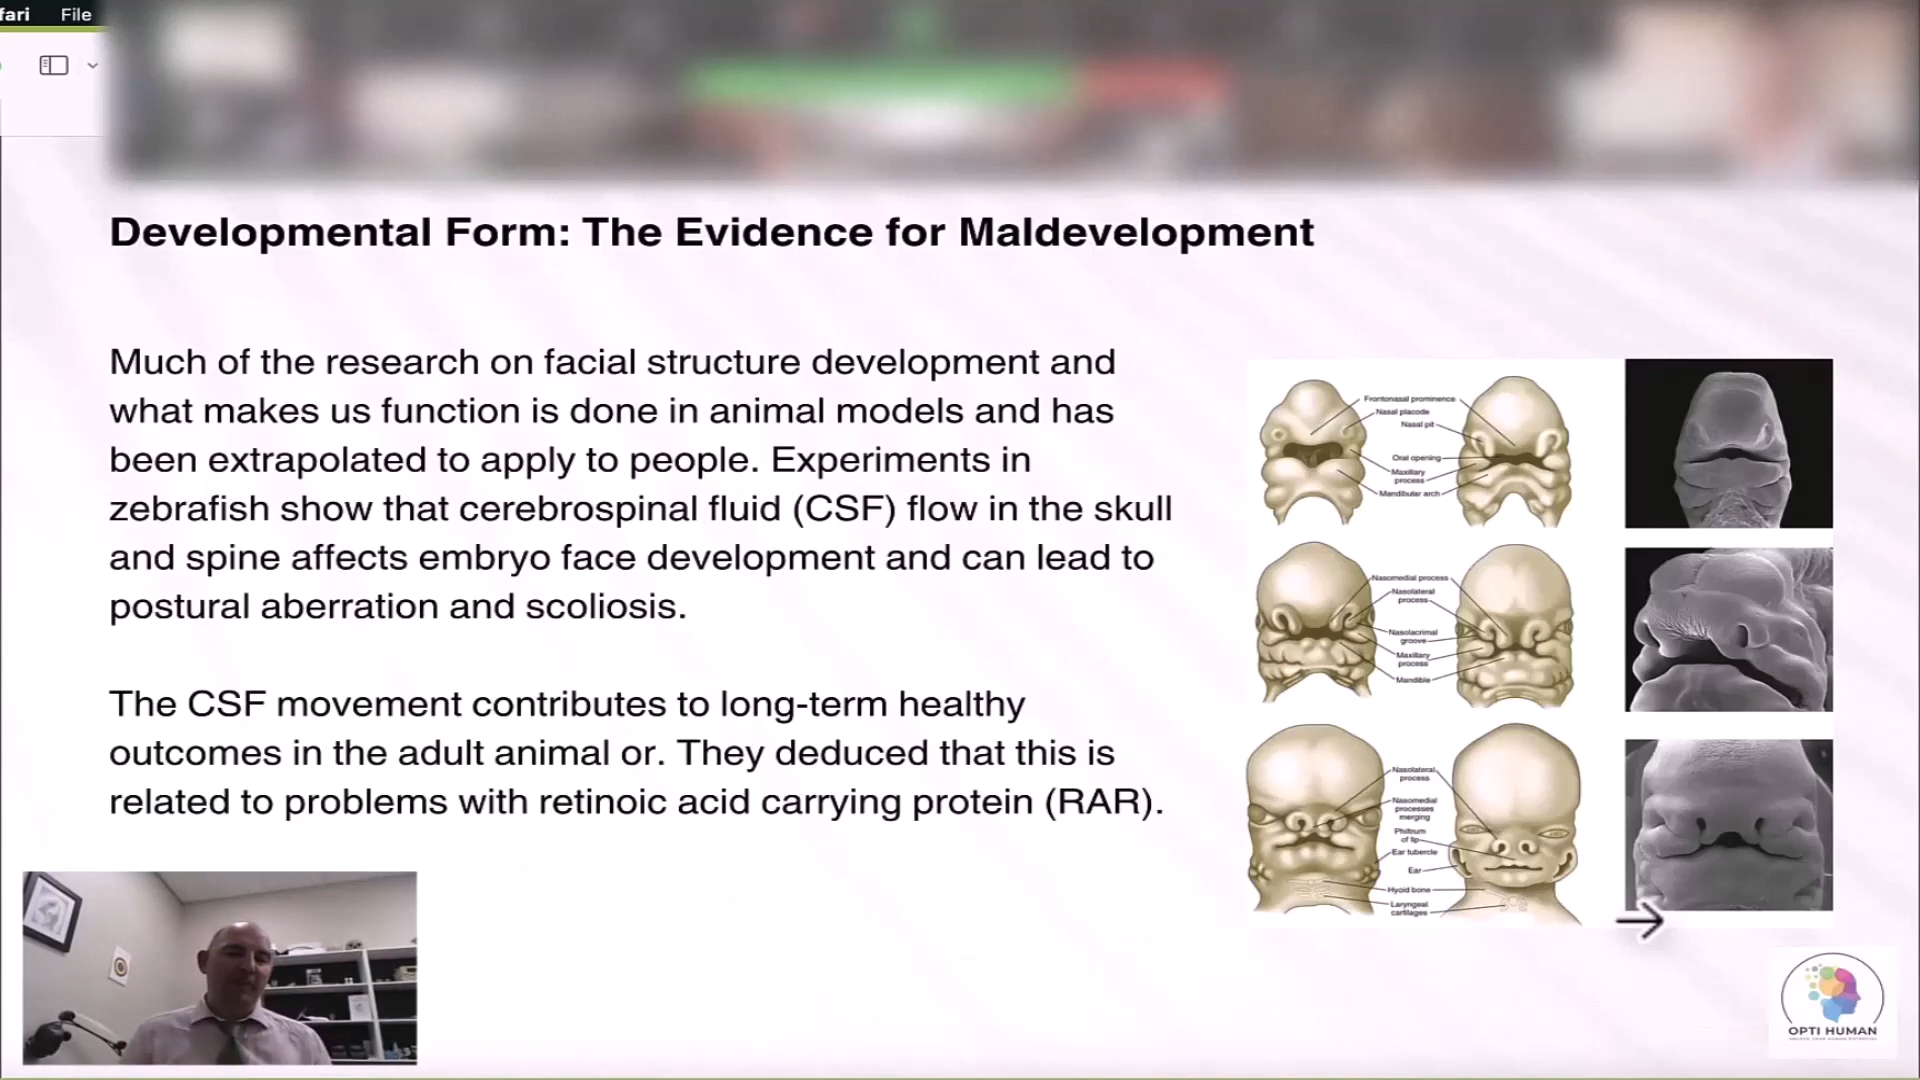 fari File
Developmental Form: The Evidence for Maldevelopment
Much of the research on facial structure development and
what makes us function is done in animal models and has
been extrapolated to apply to people. Experiments in
zebrafish show that cerebrospinal fluid (CSF) flow in the skull
and spine affects embryo face development and can lead to
postural aberration and scoliosis.
The CSF movement contributes to long-term healthy
outcomes in the adult animal or. They deduced that this is
related to problems with retinoic acid carrying protein (RAR).
Frontonasal prominence
Nasal placode
Nasal pit
Oral opening
Maxillary
process
Mandibular arch
Nasomedial process
Nasolateral
process
Nasolacrimal
groove
Maxillary
process
Mandible
Nasolateral
process
Nasomedial
processes
merging
Philtrum
of lip
Ear tubercle
Ear
Hyoid bone
Laryngeal
cartilages
OPTI HUMAN